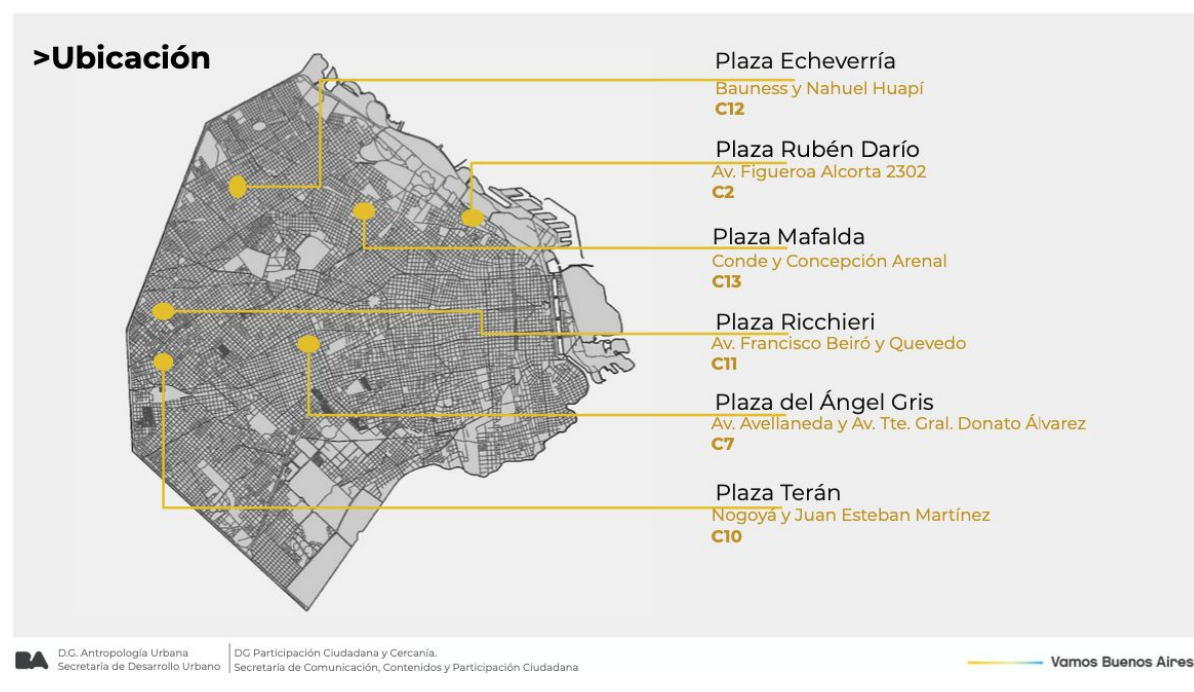 >Ubicación
Plaza Echeverría
Bauness y Nahuel Huapí
C12
Plaza Rubén Darío
Av. Figueroa Alcorta 2302
C2
Plaza Mafalda
Conde y Concepción Arenal
C13
Plaza Ricchieri
Av. Francisco Beiró y Quevedo
C11
Plaza del Ángel Gris
Av. Avellaneda y Av. Tte. Gral. Donato Álvarez
C7
Plaza Terán
Nogoyá y Juan Esteban Martínez
C10
BA
D.G. Antropología Urbana
Secretaría de Desarrollo Urbano
DG Participación Ciudadana y Cercanía.
Secretaría de Comunicación, Contenidos y Participación Ciudadana
Vamos Buenos Aires